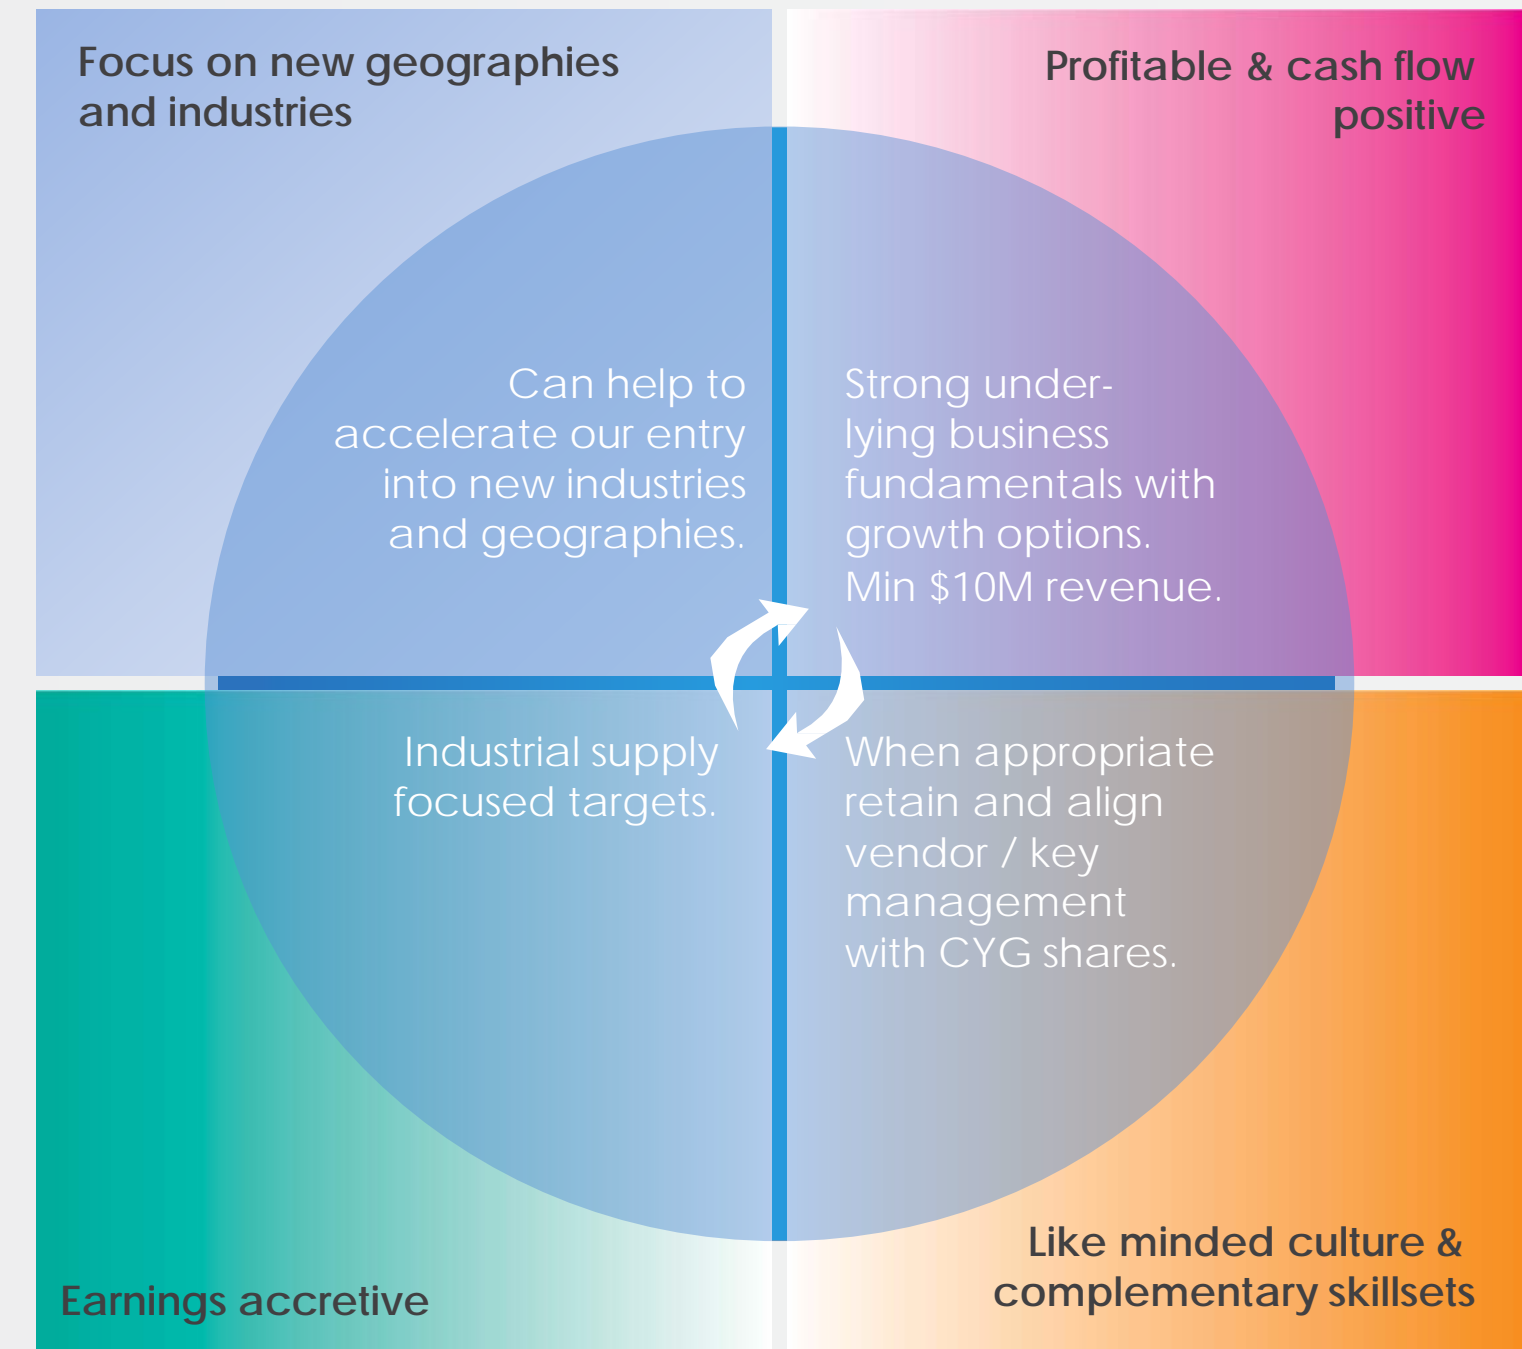 Focus on new geographies
and industries
Profitable & cash flow
positive
Can help to
accelerate our entry
into new industries
and geographies.
Strong under-
lying business
fundamentals with
growth options.
Min $10M revenue.
Industrial supply
focused targets.
When appropriate
retain and align
vendor / key
management
with CYG shares.
Earnings accretive
Like minded culture &
complementary skillsets